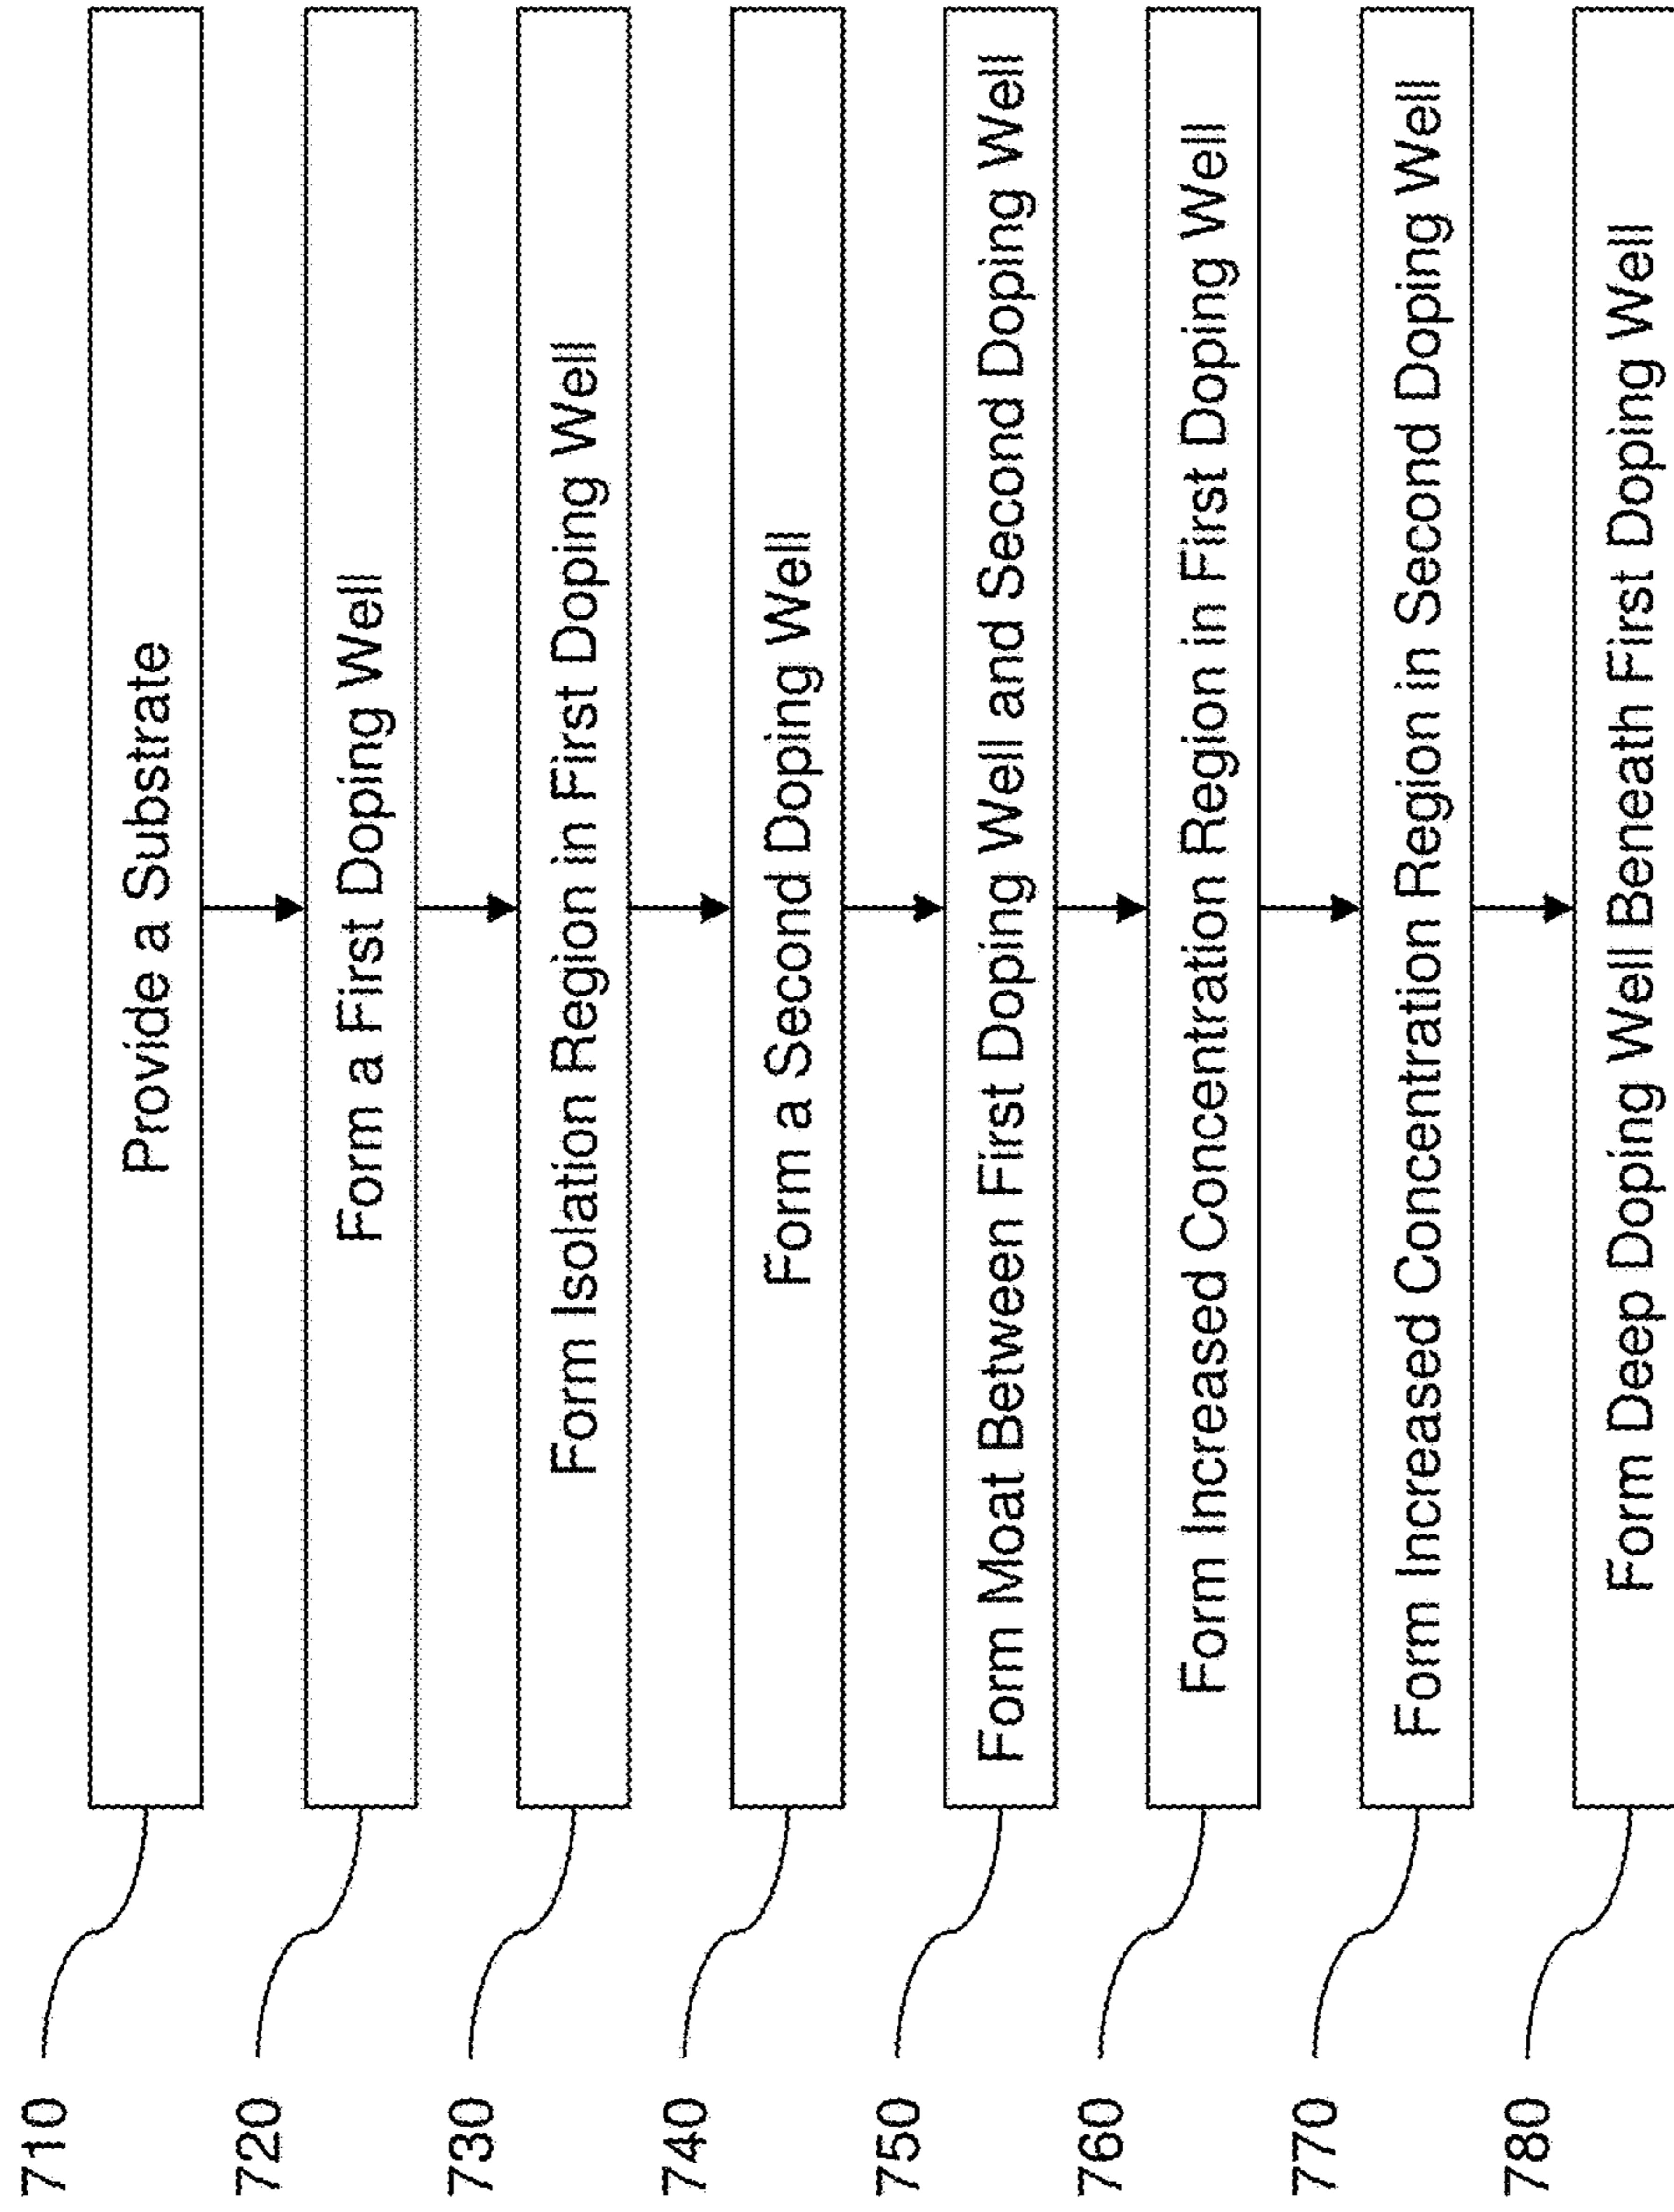 710
Provide a Substrate
720
Form a First Doping Well
730
Form Isolation Region in First Doping Well
740
Form a Second Doping Well
750
Form Moat Between First Doping Well and Second Doping Well
760
Form Increased Concentration Region in First Doping Well
770
Form Increased Concentration Region in Second Doping Well
780
Form Deep Doping Well Beneath First Doping Well